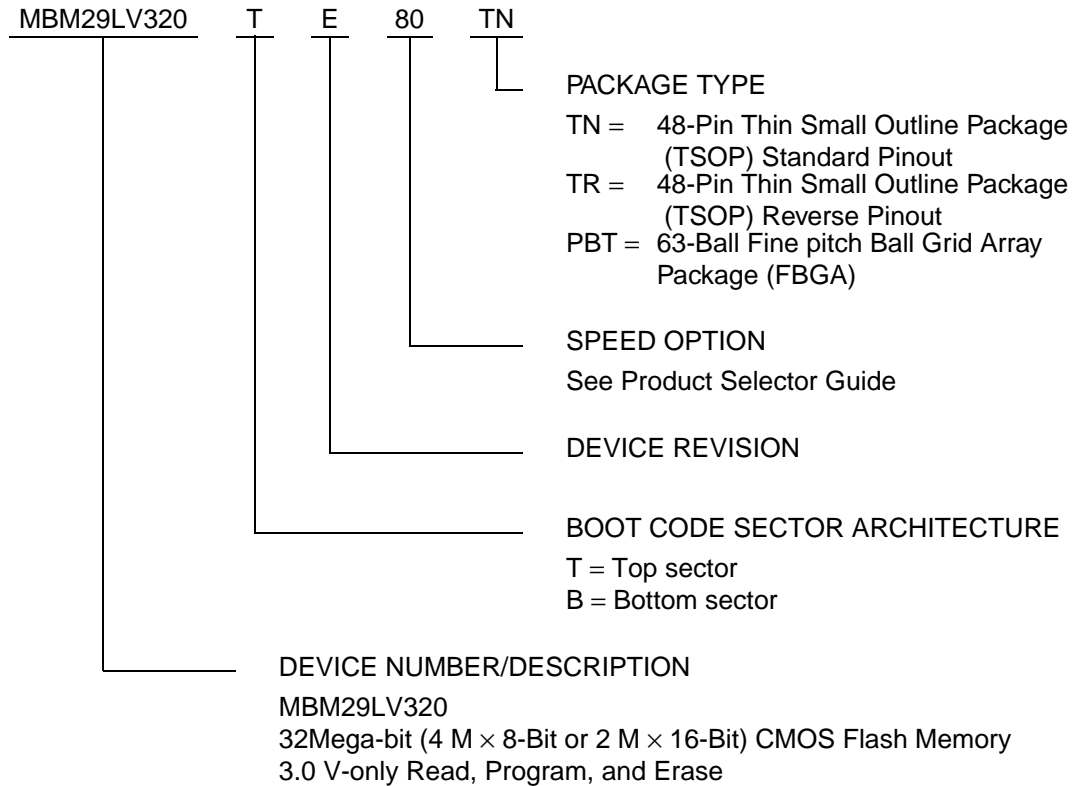 MBM29LV320 T E 80 TN
PACKAGE TYPE
TN = 48-Pin Thin Small Outline Package
(TSOP) Standard Pinout
TR = 48-Pin Thin Small Outline Package
(TSOP) Reverse Pinout
PBT = 63-Ball Fine pitch Ball Grid Array
Package (FBGA)
SPEED OPTION
See Product Selector Guide
DEVICE REVISION
BOOT CODE SECTOR ARCHITECTURE
T = Top sector
B = Bottom sector
DEVICE NUMBER/DESCRIPTION
MBM29LV320
32Mega-bit (4 M × 8-Bit or 2 M × 16-Bit) CMOS Flash Memory
3.0 V-only Read, Program, and Erase